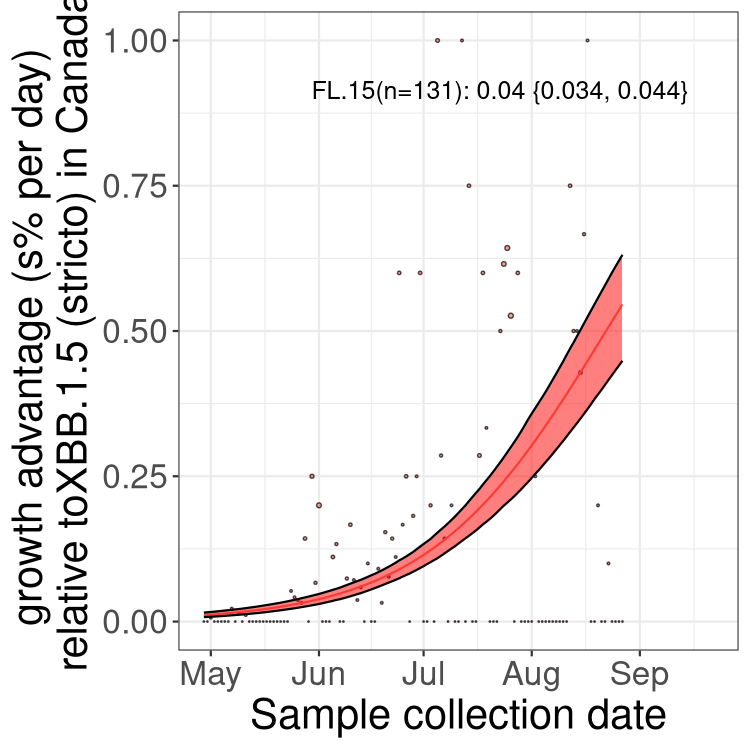 growth advantage (s% per day)
relative toXBB.1.5 (stricto) in Canada
1.00
0.75
0.50
0.25
0.00
FL.15(n=131): 0.04 {0.034, 0.044}
May Jun Jul Aug Sep
Sample collection date